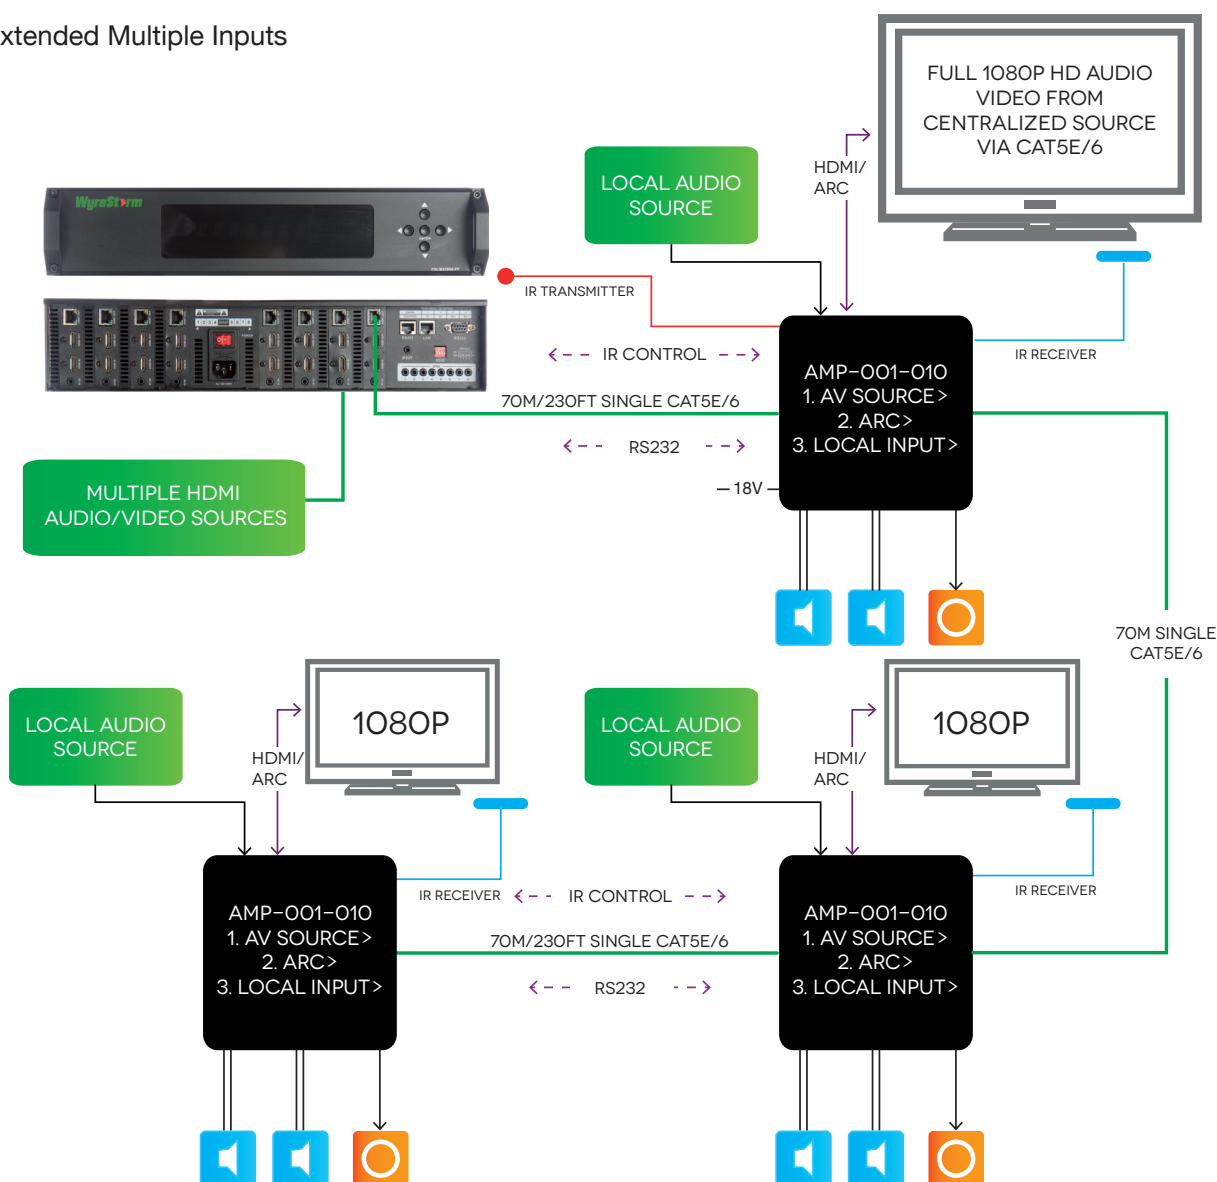 xtended Multiple Inputs
FULL 1080P HD AUDIO
VIDEO FROM
CENTRALIZED SOURCE
VIA CAT5E/6
HDMI/
ARC
LOCAL AUDIO
SOURCE
WyreStorm
IR TRANSMITTER
IR RECEIVER
IR CONTROL
AMP-001-010
1. AV SOURCE>
2. ARC>
3. LOCAL INPUT>
70M/230FT SINGLE CAT5E/6
RS232
18V
MULTIPLE HDMI
AUDIO/VIDEO SOURCES
70M SINGLE
CAT5E/6
LOCAL AUDIO
SOURCE
HDMI/
ARC
1080P
LOCAL AUDIO
SOURCE
HDMI/
ARC
1080P
IR RECEIVER
IR CONTROL
IR RECEIVER
AMP-001-010
1. AV SOURCE>
2. ARC>
3. LOCAL INPUT>
70M/230FT SINGLE CAT5E/6
RS232
AMP-001-010
1. AV SOURCE>
2. ARC>
3. LOCAL INPUT>